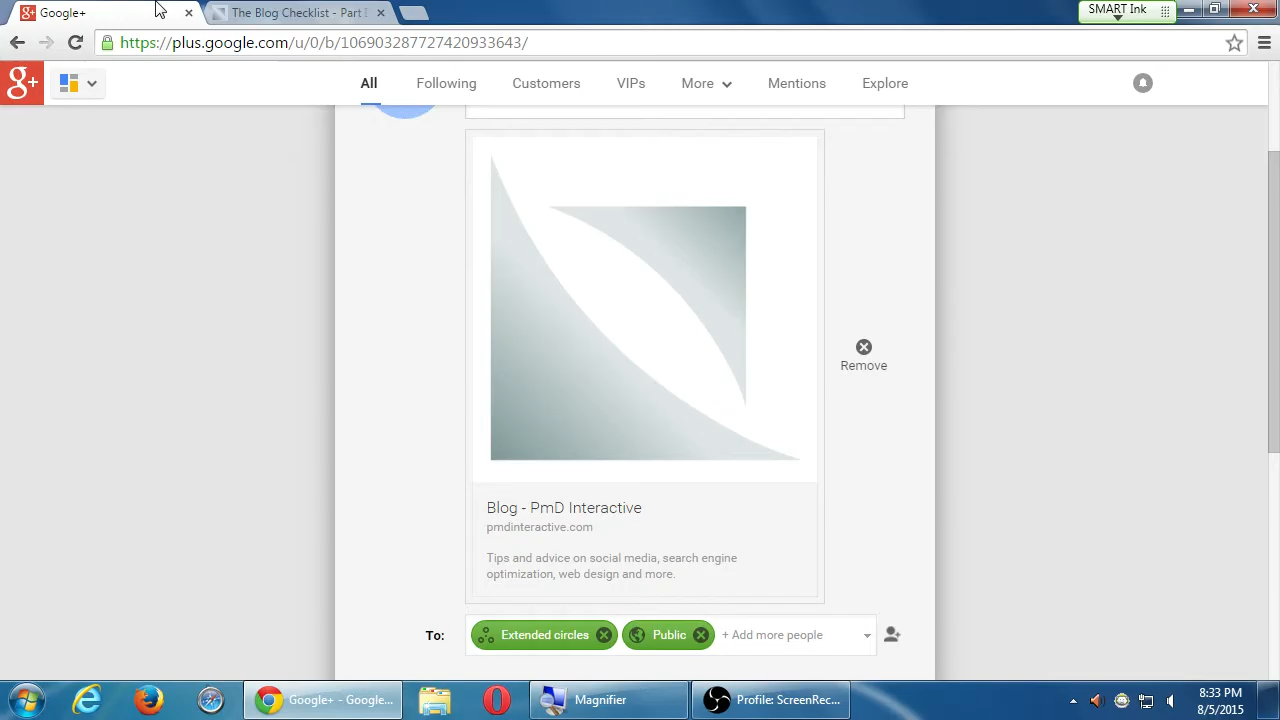 Google+
The Blog Checklist - Part
SMART Ink
https://plus.google.com/u/0/b/106903287727420933643/
g+
All
Following
Customers
VIPs
More
Mentions
Explore
Remove
Blog - PmD Interactive
pmdinteractive.com
Tips and advice on social media, search engine
optimization, web design and more.
To:
Extended circles
Public
+ Add more people
Google+ - Google...
Magnifier
Profile: ScreenRec...
8:33 PM
8/5/2015